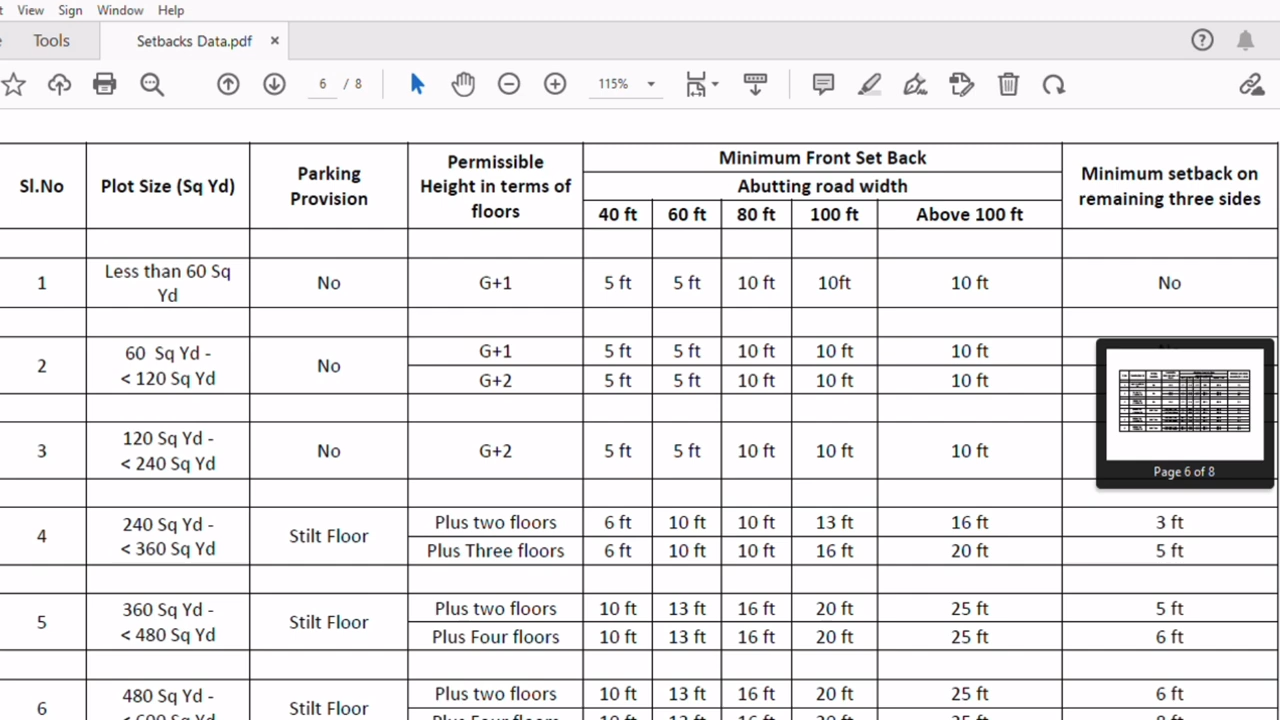 View Sign Window Help
Tools Setbacks Data.pdf ×
6 / 8 115%
Sl.No Plot Size (Sq Yd) Parking Provision Permissible Height in terms of floors Minimum Front Set Back Minimum setback on remaining three sides
Abutting road width
40 ft 60 ft 80 ft 100 ft Above 100 ft
1 Less than 60 Sq Yd No G+1 5 ft 5 ft 10 ft 10ft 10 ft No
2 60 Sq Yd - < 120 Sq Yd No G+1 5 ft 5 ft 10 ft 10 ft 10 ft
G+2 5 ft 5 ft 10 ft 10 ft 10 ft
3 120 Sq Yd - < 240 Sq Yd No G+2 5 ft 5 ft 10 ft 10 ft 10 ft
Page 6 of 8
4 240 Sq Yd - < 360 Sq Yd Stilt Floor Plus two floors 6 ft 10 ft 10 ft 13 ft 16 ft 3 ft
Plus Three floors 6 ft 10 ft 10 ft 16 ft 20 ft 5 ft
5 360 Sq Yd - < 480 Sq Yd Stilt Floor Plus two floors 10 ft 13 ft 16 ft 20 ft 25 ft 5 ft
Plus Four floors 10 ft 13 ft 16 ft 20 ft 25 ft 6 ft
6 480 Sq Yd - Stilt Floor Plus two floors 10 ft 13 ft 16 ft 20 ft 25 ft 6 ft